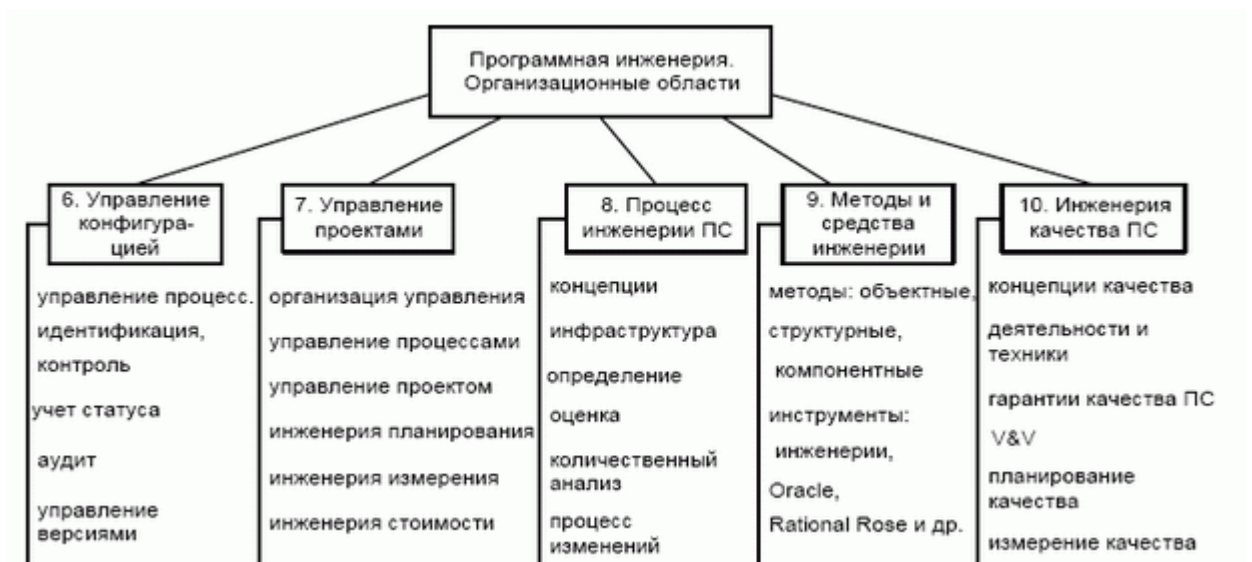 Программная инженерия.
Организационные области
6. Управление
конфигура-
цией
управление процесс.
идентификация,
контроль
учет статуса
аудит
управление
версиями
7. Управление
проектами
организация управления
управление процессами
управление проектом
инженерия планирования
инженерия измерения
инженерия стоимости
8. Процесс
инженерии ПС
концепции
инфраструктура
определение
оценка
количественный
анализ
процесс
изменений
9. Методы и
средства
инженерии
методы: объектные,
структурные,
компонентные
инструменты:
инженерии,
Oracle,
Rational Rose и др.
10. Инженерия
качества ПС
концепции качества
деятельности и
техники
гарантии качества ПС
V&V
планирование
качества
измерение качества